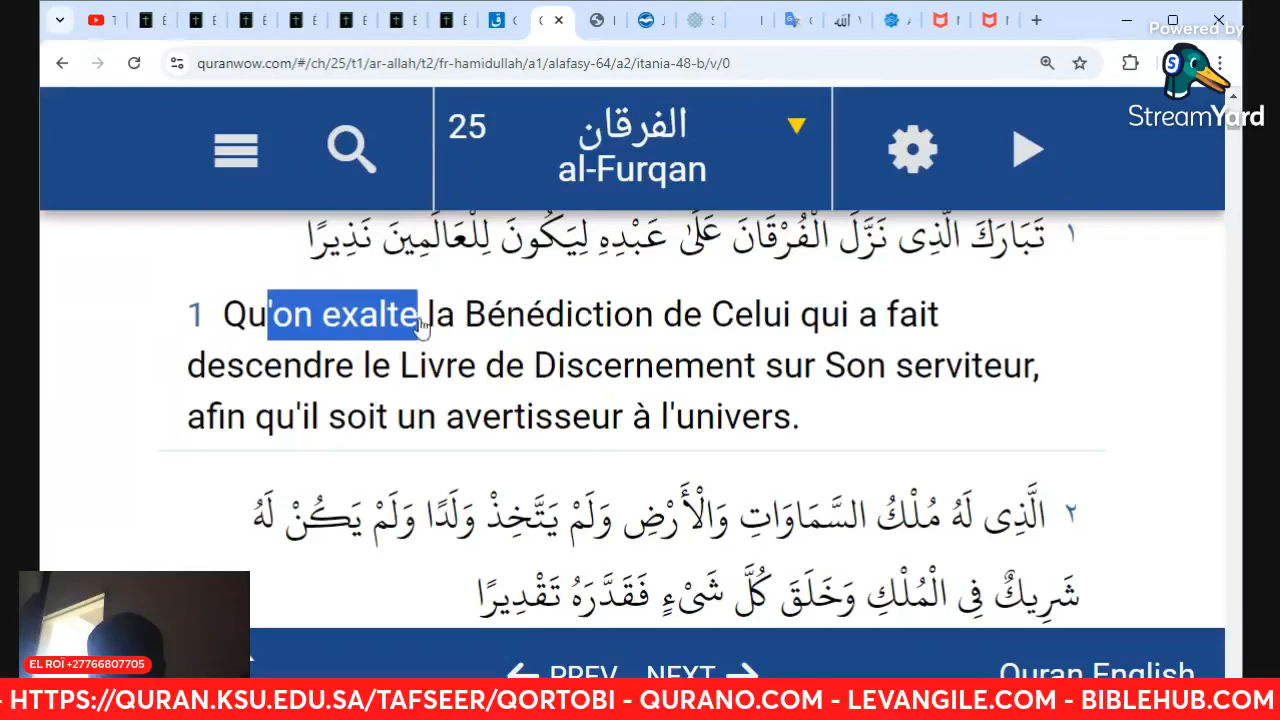 Powered by
StreamYard
quranwow.com/#/ch/25/t1/ar-allah/t2/fr-hamidullah/a1/alafasy-64/a2/itania-48-b/v/0
25
الفرقان
al-Furqan
١ تَبَارَكَ الَّذِى نَزَّلَ الْفُرْقَانَ عَلَىٰ عَبْدِهِ لِيَكُونَ لِلْعَالَمِينَ نَذِيرًا
1 Qu'on exalte la Bénédiction de Celui qui a fait
descendre le Livre de Discernement sur Son serviteur,
afin qu'il soit un avertisseur à l'univers.
٢ الَّذِى لَهُ مُلْكُ السَّمَاوَاتِ وَالْأَرْضِ وَلَمْ يَتَّخِذْ وَلَدًا وَلَمْ يَكُنْ لَهُ
شَرِيكٌ فِى الْمُلْكِ وَخَلَقَ كُلَّ شَىْءٍ فَقَدَّرَهُ تَقْدِيرًا
PREV NEXT
Quran English
EL ROÏ +27766807705
- HTTPS://QURAN.KSU.EDU.SA/TAFSEER/QORTOBI - QURANO.COM - LEVANGILE.COM - BIBLEHUB.COM